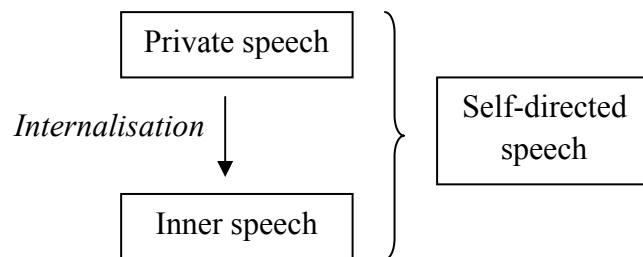 Private speech
Internalisation
Self-directed
speech
Inner speech